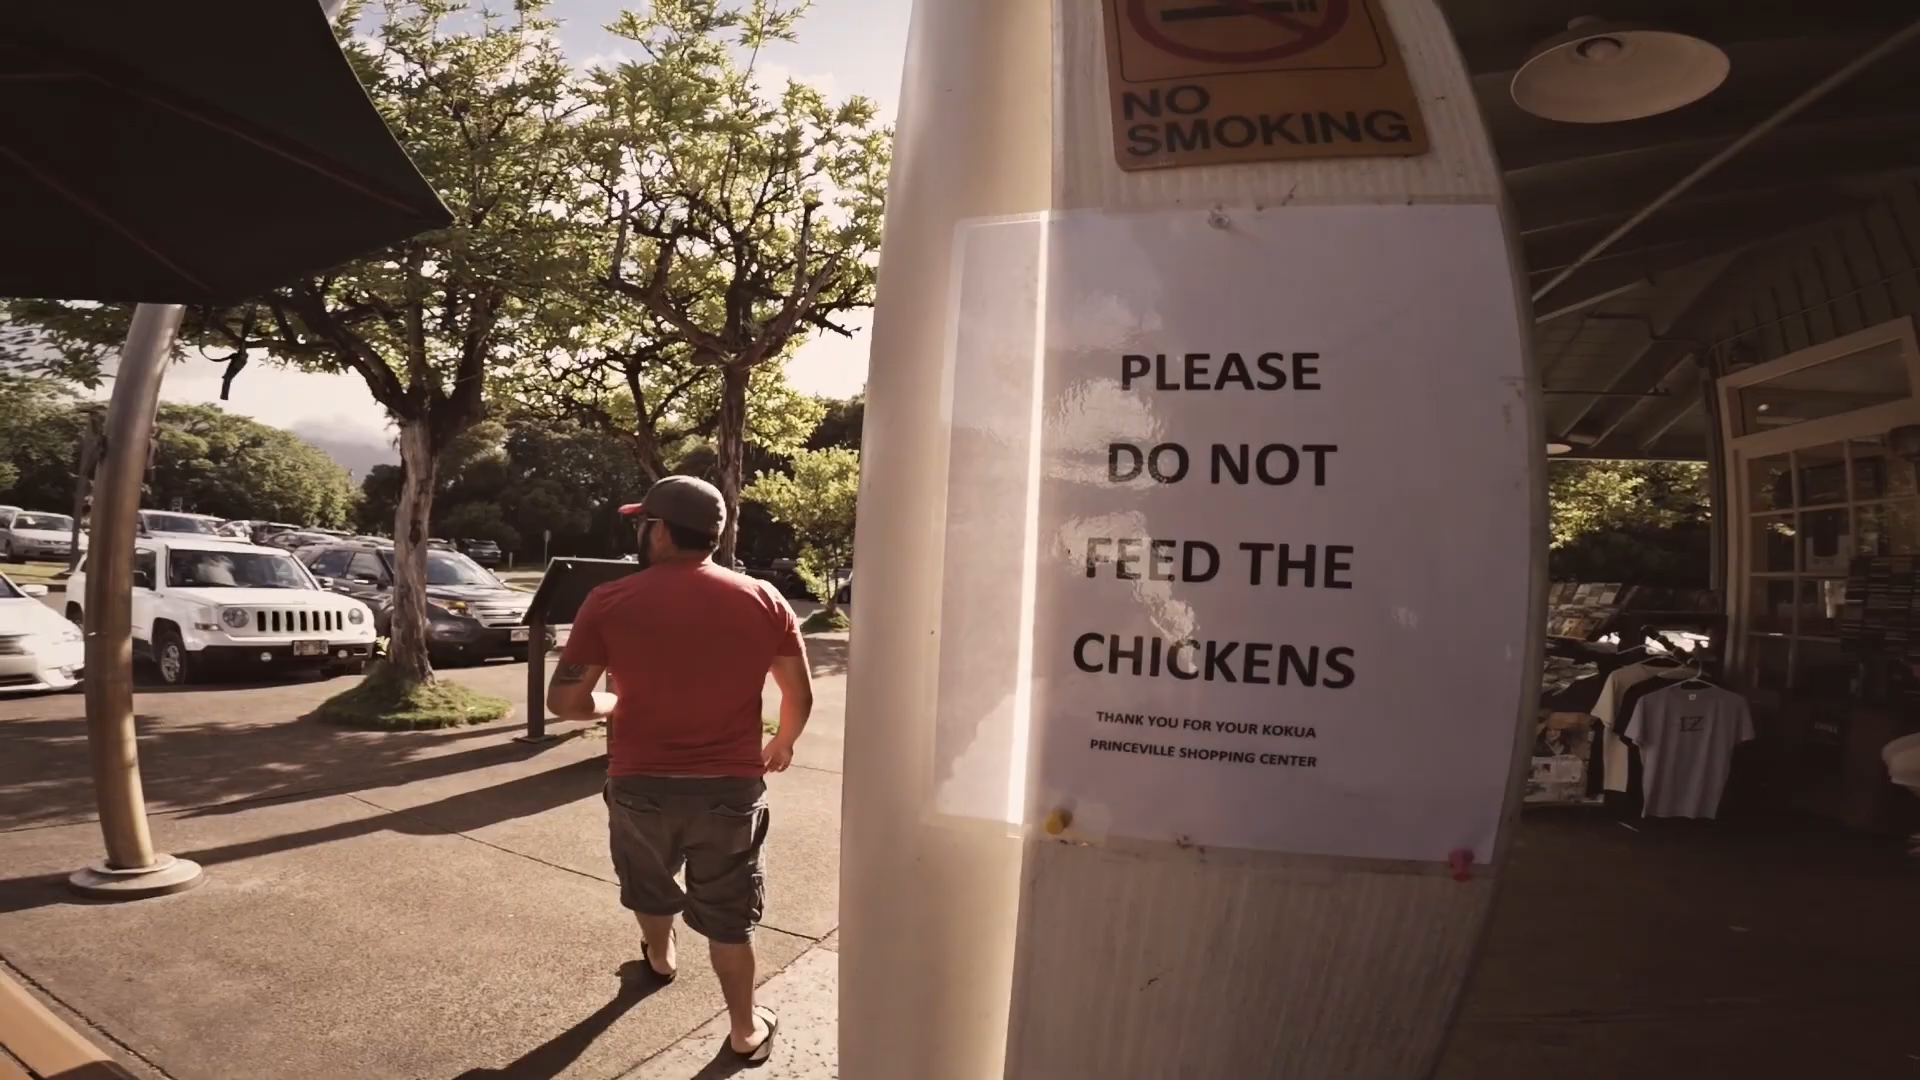 NO
SMOKING
PLEASE
DO NOT
FEED THE
CHICKENS
THANK YOU FOR YOUR KOKUA
PRINCEVILLE SHOPPING CENTER